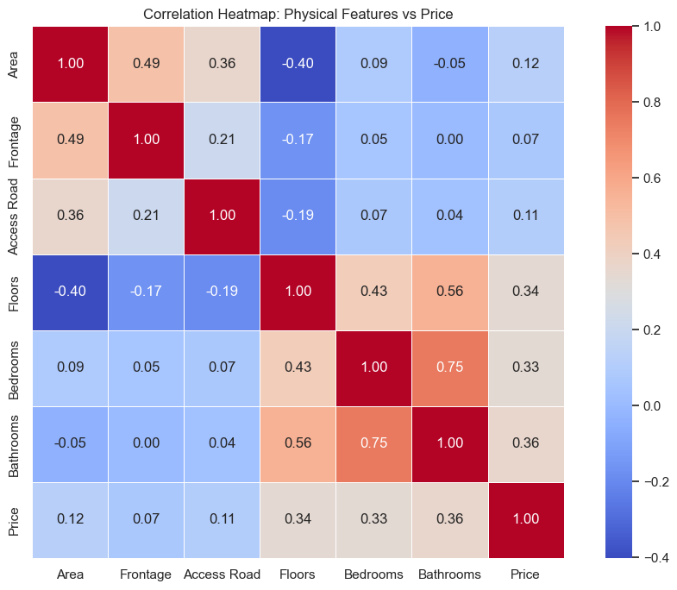 Correlation Heatmap: Physical Features vs Price
Area 1.00 0.49 0.36 -0.40 0.09 -0.05 0.12
Frontage 0.49 1.00 0.21 -0.17 0.05 0.00 0.07
Access Road 0.36 0.21 1.00 -0.19 0.07 0.04 0.11
Floors -0.40 -0.17 -0.19 1.00 0.43 0.56 0.34
Bedrooms 0.09 0.05 0.07 0.43 1.00 0.75 0.33
Bathrooms -0.05 0.00 0.04 0.56 0.75 1.00 0.36
Price 0.12 0.07 0.11 0.34 0.33 0.36 1.00
Area Frontage Access Road Floors Bedrooms Bathrooms Price
1.0
0.8
0.6
0.4
0.2
0.0
−0.2
−0.4